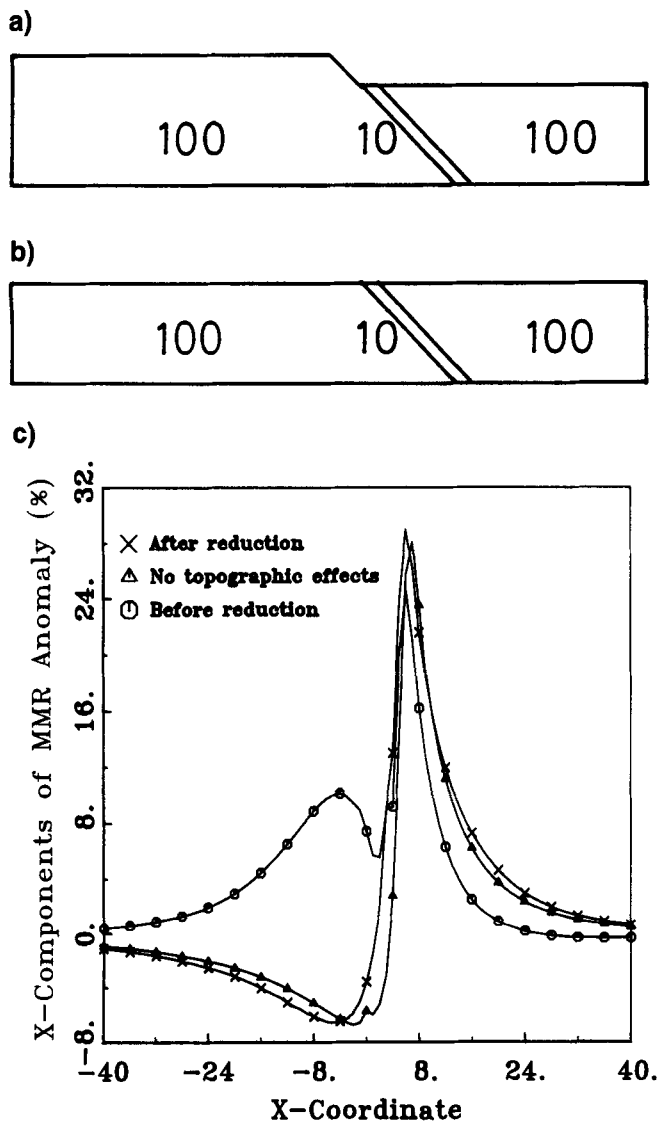 a)
100 10 100
b)
100 10 100
c)
X-Components of MMR Anomaly (%)
32.
24.
16.
8.
0.
-8.
After reduction
No topographic effects
Before reduction
-40 -24 -8. 8. 24. 40.
X-Coordinate